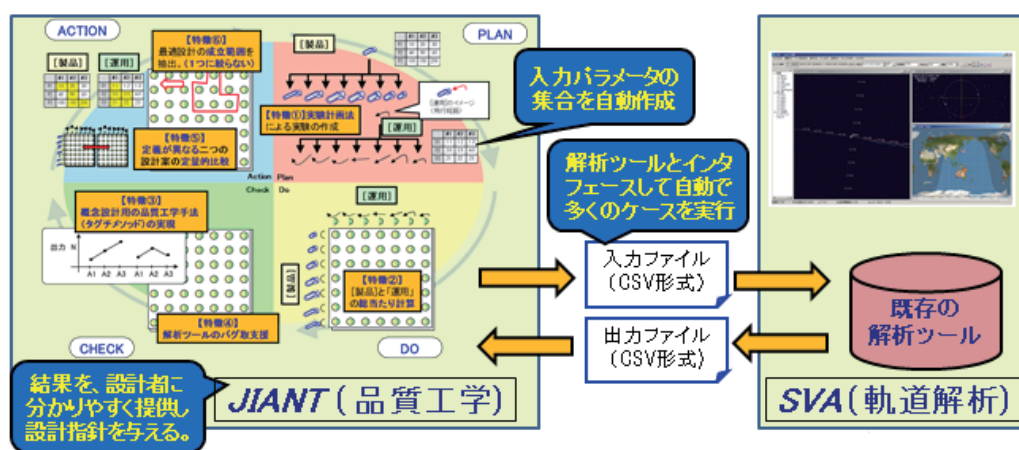 ACTION
PLAN
【特徴⑥】
最適設計の成立範囲を
抽出。(1つに絞らない)
[製品]
[運用]
[製品]
【特徴①】実験計画法
による実験の作成
[運用]
【特徴⑤】
定義が異なる二つの
設計案の定量的比較
Action
Plan
Check
Do
【特徴③】
概念設計用の品質工学手法
(タグチメソッド)の実現
出力 N
A1 A2 A3 A1 A2 A3
[運用]
[製品]
【特徴②】
[製品]と「運用」
の総当たり計算
【特徴④】
解析ツールのバグ取支援
CHECK
DO
入力パラメータの
集合を自動作成
解析ツールとインタ
フェースして自動で
多くのケースを実行
入力ファイル
(CSV形式)
出力ファイル
(CSV形式)
既存の
解析ツール
結果を、設計者に
分かりやすく提供し
設計指針を与える。
JIANT(品質工学)
SVA(軌道解析)